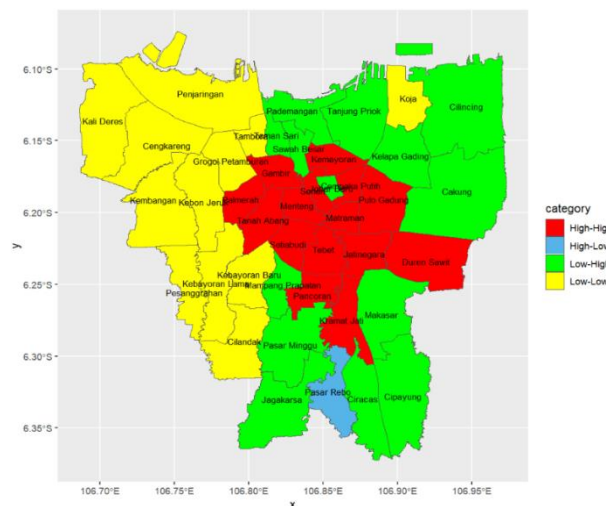 6.10°S
6.15°S
6.20°S
6.25°S
6.30°S
6.35°S
y
Penjaringan
Kali Deres
Cengkareng
Tambora
Taman Sari
Pademangan
Tanjung Priok
Koja
Cilincing
Sawah Besar
Grogol Petamburan
Kemayoran
Kelapa Gading
Gambir
Cempaka Putih
Cakung
Kembangan
Kebon Jeruk
Palmerah
Menteng
Pulo Gadung
Tanah Abang
Matraman
Setiabudi
Tebet
Jatinegara
Duren Sawit
Kebayoran Baru
Kebayoran Lama
Mampang Prapatan
Pesanggrahan
Pancoran
Kramat Jati
Makasar
Cilandak
Pasar Minggu
Jagakarsa
Pasar Rebo
Ciracas
Cipayung
106.70°E
106.75°E
106.80°E
106.85°E
106.90°E
106.95°E
x
category
High-High
High-Low
Low-High
Low-Low